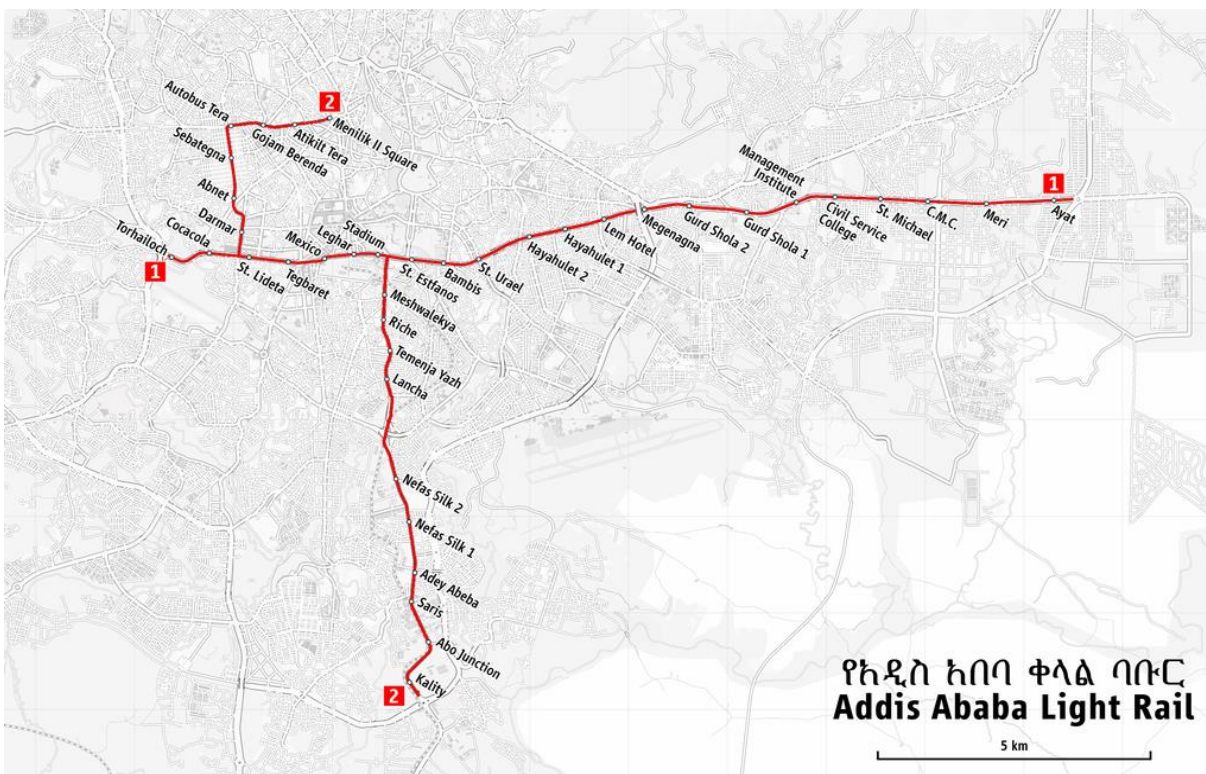 2
Autobus Tera
Menilik II Square
Atikilt Tera
Gojam Berenda
Sebategna
Abnet
Darmar
Cocacola
Torhailoch
1
St. Lideta
Tegbaret
Mexico
Leghar
Stadium
St. Estfanos
Bambis
St. Urael
Hayahulet 2
Hayahulet 1
Lem Hotel
Megenagna
Gurd Shola 2
Gurd Shola 1
Management
Institute
Civil Service
College
St. Michael
C.M.C.
Meri
1
Ayat
Meshwalekya
Riche
Temenja Yazh
Lancha
Nefas Silk 2
Nefas Silk 1
Adey Abeba
Saris
Abo Junction
Kality
2
የአዲስ አበባ ቀላል ባቡር
Addis Ababa Light Rail
5 km